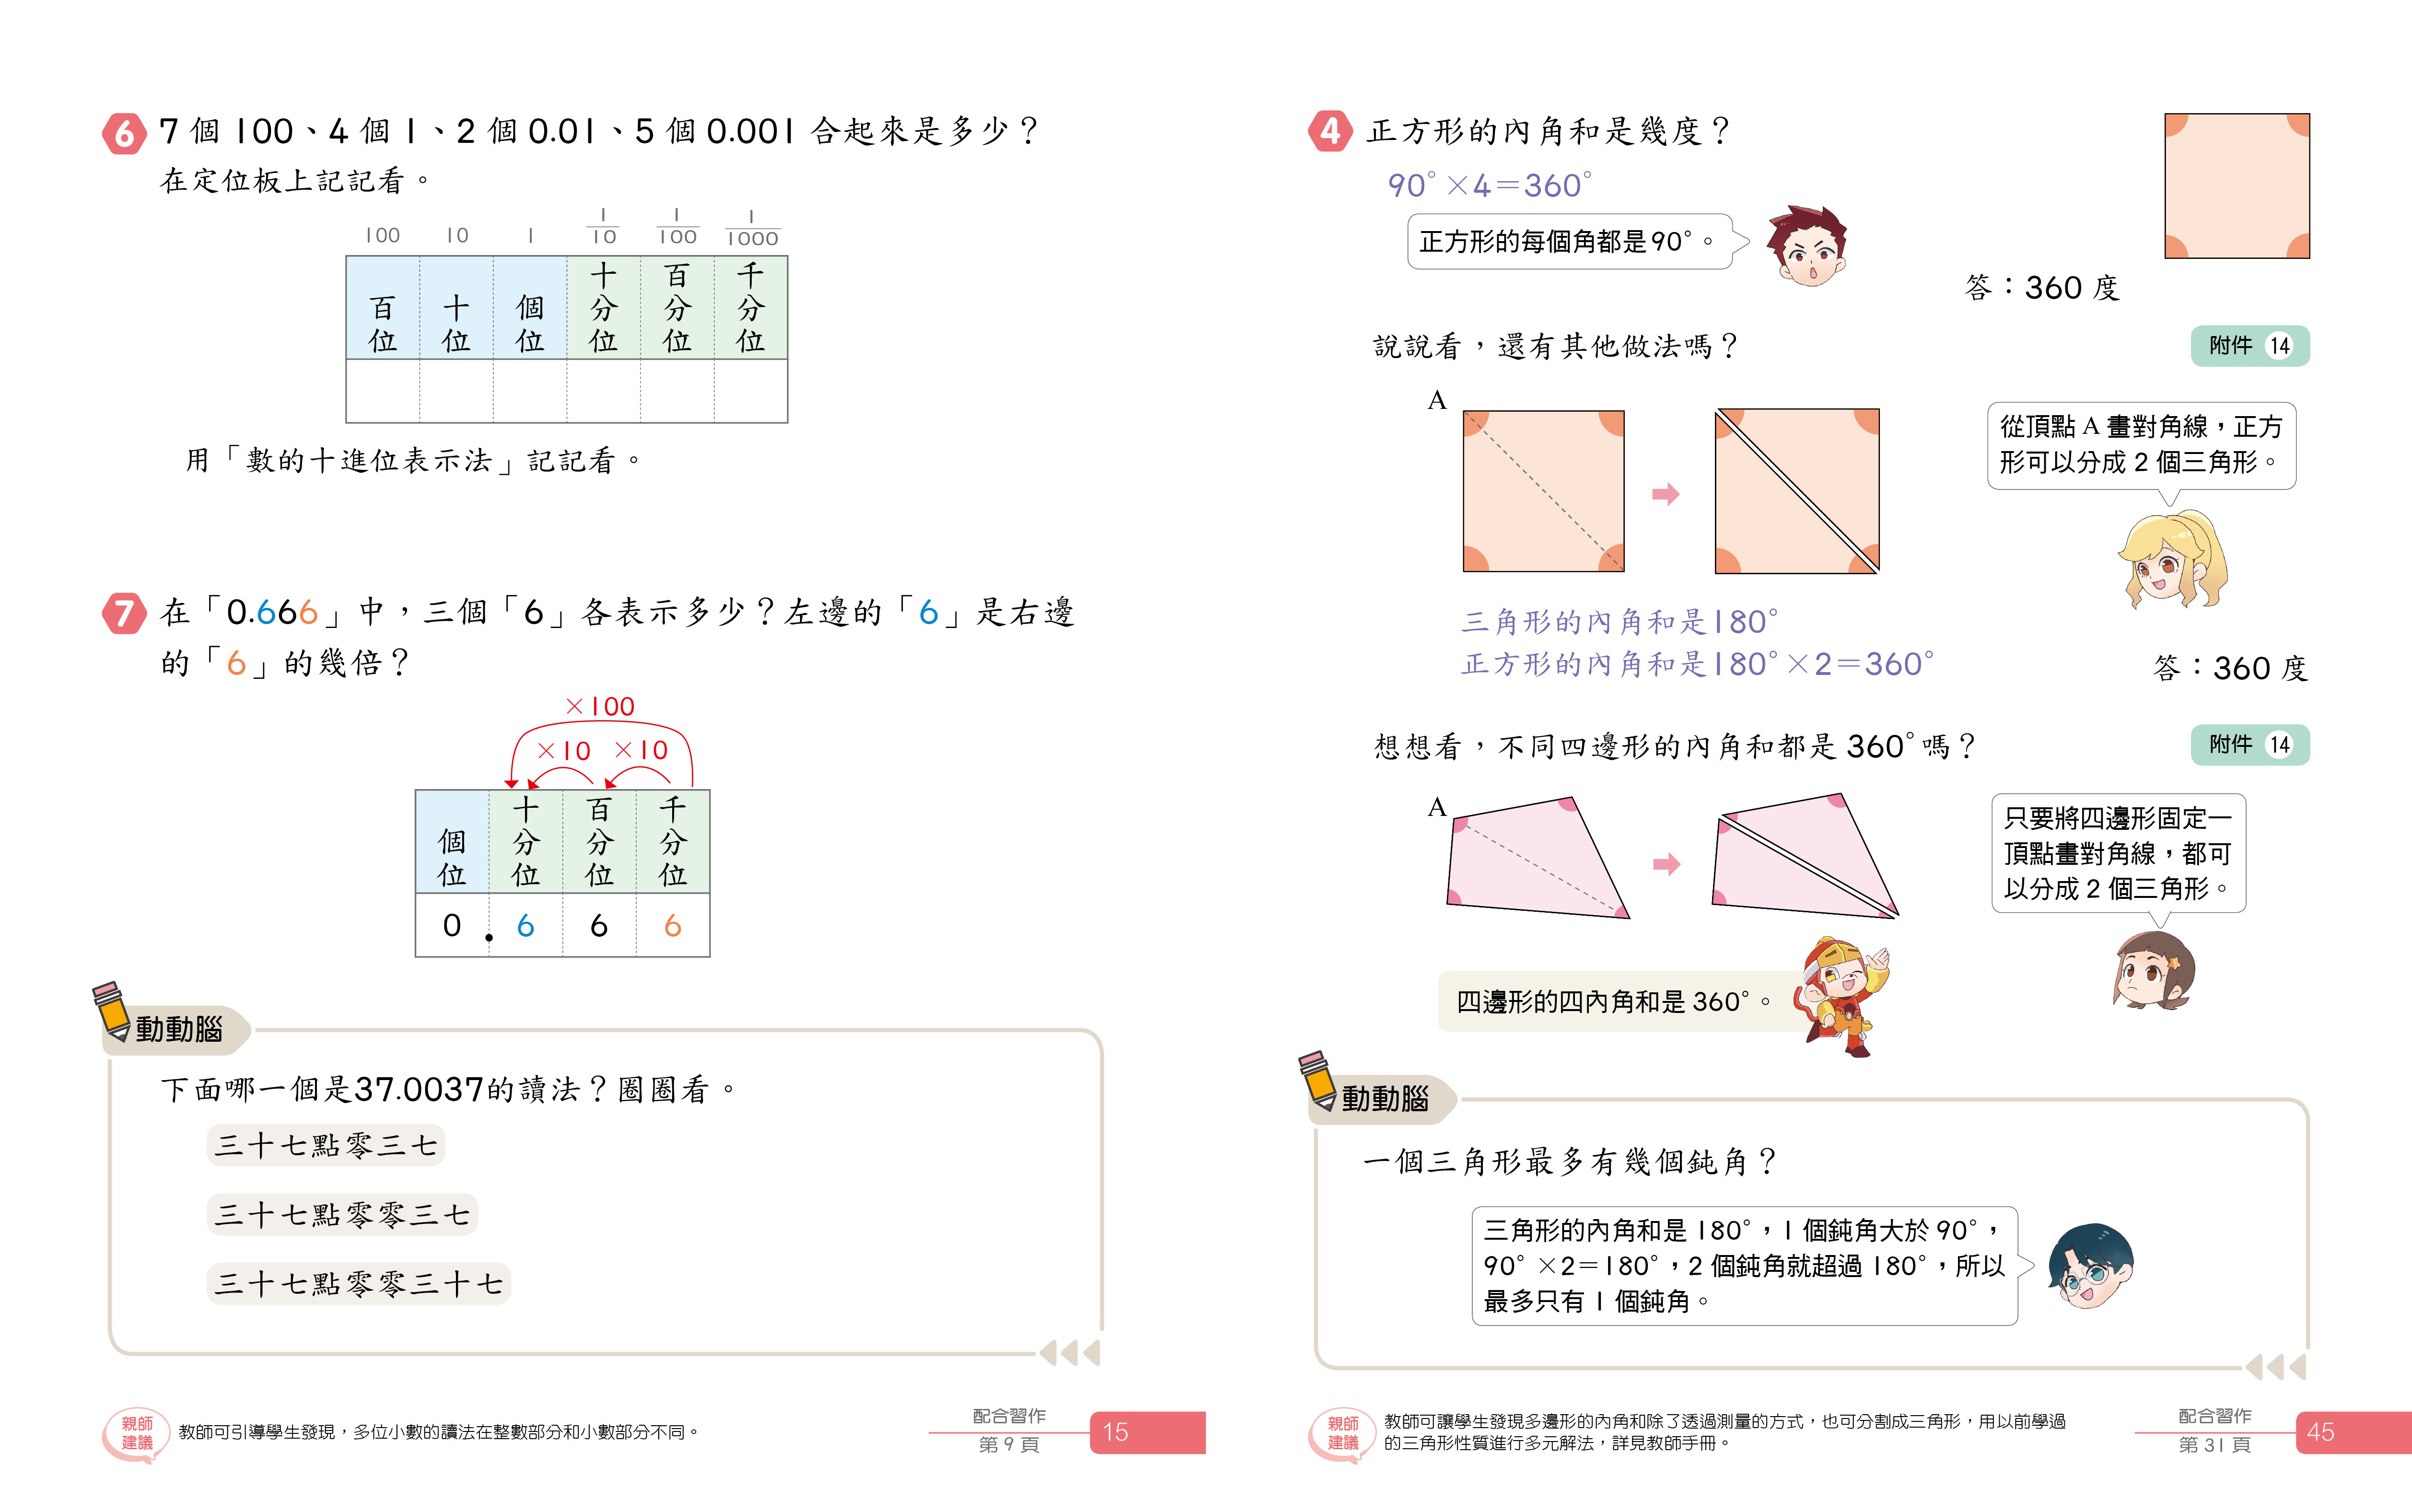 6 7 個 100、4 個 1、2 個 0.01、5 個 0.001 合起來是多少？
在定位板上記記看。
100 10 1 1/10 1/100 1/1000
百位 十位 個位 十分位 百分位 千分位
用「數的十進位表示法」記記看。
7 在「0.666」中，三個「6」各表示多少？左邊的「6」是右邊
的「6」的幾倍？
×100
×10 ×10
個位 十分位 百分位 千分位
0 . 6 6 6
動動腦
下面哪一個是37.0037的讀法？圈圈看。
三十七點零三七
三十七點零零三七
三十七點零零三十七
親師
建議
教師可引導學生發現，多位小數的讀法在整數部分和小數部分不同。
配合習作
第 9 頁
15
4 正方形的內角和是幾度？
90°×4＝360°
正方形的每個角都是90°。
答：360 度
說說看，還有其他做法嗎？
附件 14
A
從頂點 A 畫對角線，正方
形可以分成 2 個三角形。
三角形的內角和是180°
正方形的內角和是180°×2＝360°
答：360 度
想想看，不同四邊形的內角和都是 360°嗎？
附件 14
A
只要將四邊形固定一
頂點畫對角線，都可
以分成 2 個三角形。
四邊形的四內角和是 360°。
動動腦
一個三角形最多有幾個鈍角？
三角形的內角和是 180°，1 個鈍角大於 90°，
90°×2＝180°，2 個鈍角就超過 180°，所以
最多只有 1 個鈍角。
親師
建議
教師可讓學生發現多邊形的內角和除了透過測量的方式，也可分割成三角形，用以前學過
的三角形性質進行多元解法，詳見教師手冊。
配合習作
第 31 頁
45